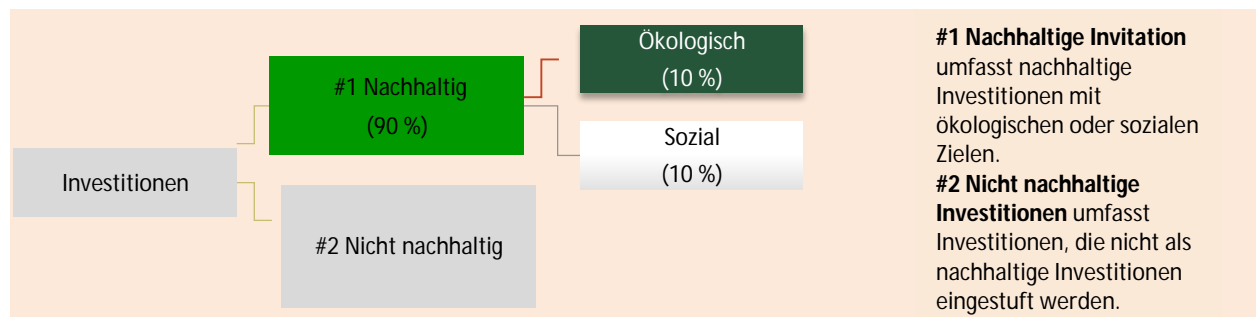 Investitionen
#1 Nachhaltig
(90 %)
#2 Nicht nachhaltig
Ökologisch
(10 %)
Sozial
(10 %)
#1 Nachhaltige Invitation
umfasst nachhaltige
Investitionen mit
ökologischen oder sozialen
Zielen.
#2 Nicht nachhaltige
Investitionen umfasst
Investitionen, die nicht als
nachhaltige Investitionen
eingestuft werden.